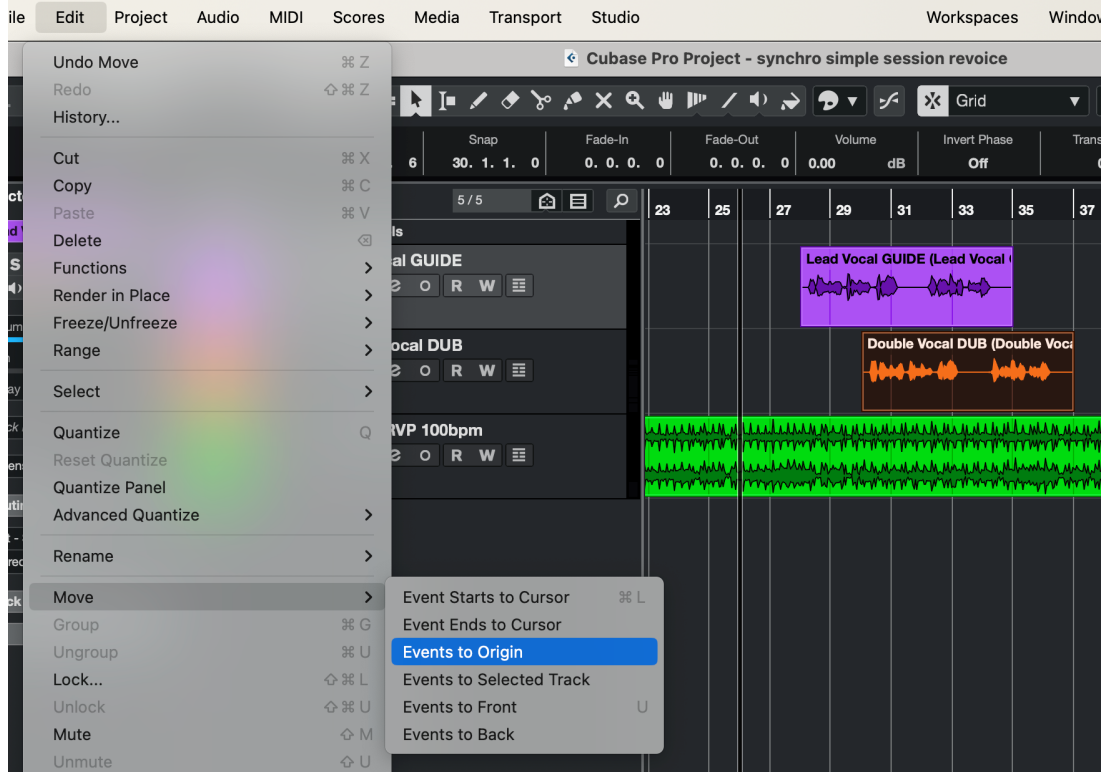 ile Edit Project Audio MIDI Scores Media Transport Studio Workspaces Window
Cubase Pro Project - synchro simple session revoice
Grid
Snap Fade-In Fade-Out Volume Invert Phase Trans
6 30. 1. 1. 0 0. 0. 0. 0 0. 0. 0. 0 0.00 dB Off
5 / 5
23 25 27 29 31 33 35 37
Undo Move ⌘ Z
Redo ⇧ ⌘ Z
History...
Cut ⌘ X
Copy ⌘ C
Paste ⌘ V
Delete ⌫
Functions
Render in Place
Freeze/Unfreeze
Range
Select
Quantize Q
Reset Quantize
Quantize Panel
Advanced Quantize
Rename
Move
Group ⌘ G
Ungroup ⌘ U
Lock... ⇧ ⌘ L
Unlock ⇧ ⌘ U
Mute ⇧ M
Unmute ⇧ U
Event Starts to Cursor ⌘ L
Event Ends to Cursor
Events to Origin
Events to Selected Track
Events to Front U
Events to Back
ls
al GUIDE
R W
ocal DUB
R W
RVP 100bpm
R W
Lead Vocal GUIDE (Lead Vocal
Double Vocal DUB (Double Voca